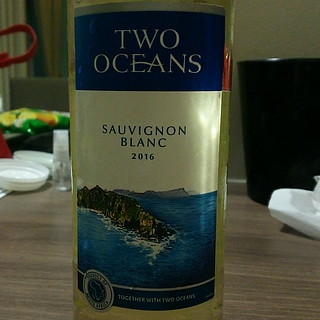 TWO
OCEANS
SAUVIGNON
BLANC
2016
TOGETHER WITH TWO OCEANS